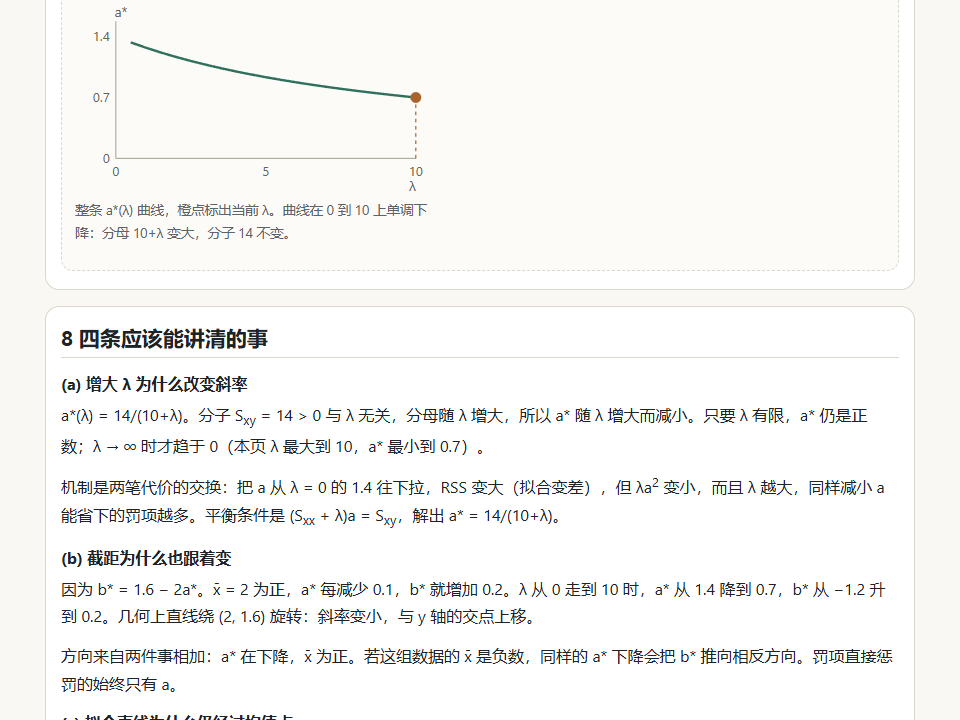 a*
1.4
0.7
0
0
5
10
λ
整条 a*(λ) 曲线，橙点标出当前 λ。曲线在 0 到 10 上单调下
降：分母 10+λ 变大，分子 14 不变。
8 四条应该能讲清的事
(a) 增大 λ 为什么改变斜率
a*(λ) = 14/(10+λ)。分子 Sxy = 14 > 0 与 λ 无关，分母随 λ 增大，所以 a* 随 λ 增大而减小。只要 λ 有限，a* 仍是正
数；λ → ∞ 时才趋于 0（本页 λ 最大到 10，a* 最小到 0.7）。
机制是两笔代价的交换：把 a 从 λ = 0 的 1.4 往下拉，RSS 变大（拟合变差），但 λa² 变小，而且 λ 越大，同样减小 a
能省下的罚项越多。平衡条件是 (Sxx + λ)a = Sxy，解出 a* = 14/(10+λ)。
(b) 截距为什么也跟着变
因为 b* = 1.6 − 2a*。x̄ = 2 为正，a* 每减少 0.1，b* 就增加 0.2。λ 从 0 走到 10 时，a* 从 1.4 降到 0.7，b* 从 −1.2 升
到 0.2。几何上直线绕 (2, 1.6) 旋转：斜率变小，与 y 轴的交点上移。
方向来自两件事相加：a* 在下降，x̄ 为正。若这组数据的 x̄ 是负数，同样的 a* 下降会把 b* 推向相反方向。罚项直接惩
罚的始终只有 a。